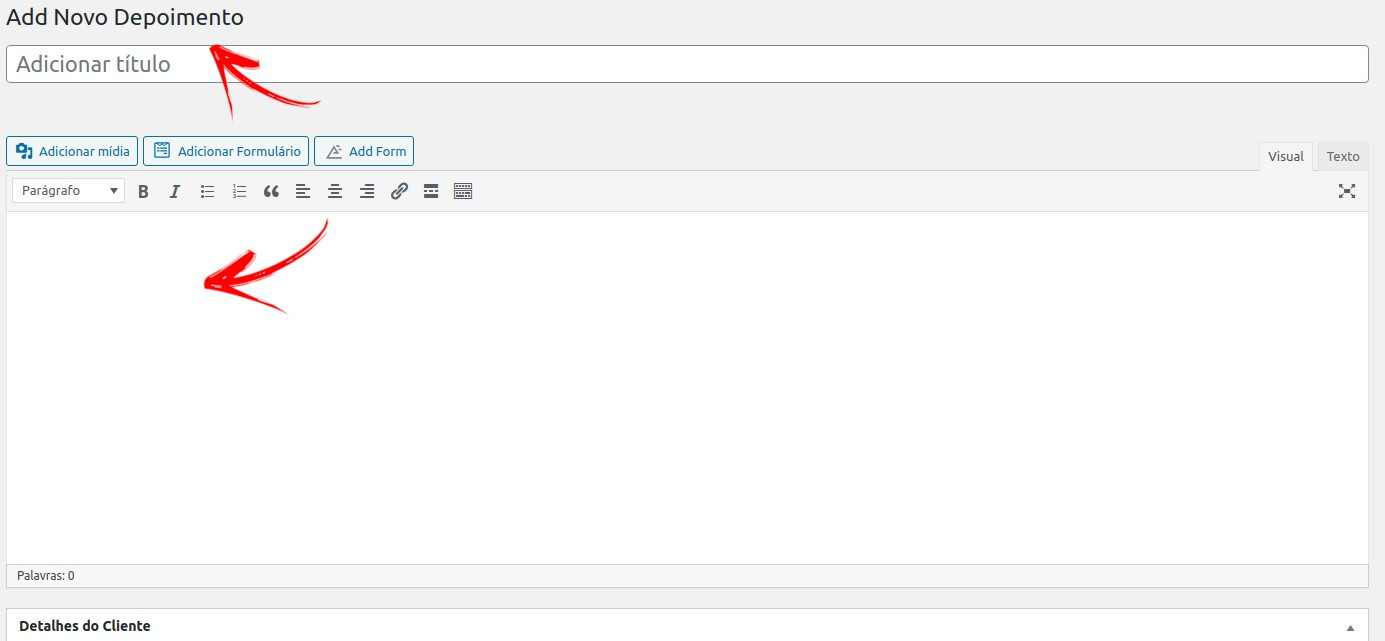 Add Novo Depoimento
Adicionar título
Adicionar mídia
Adicionar Formulário
Add Form
Visual
Texto
Parágrafo
B I
Palavras: 0
Detalhes do Cliente